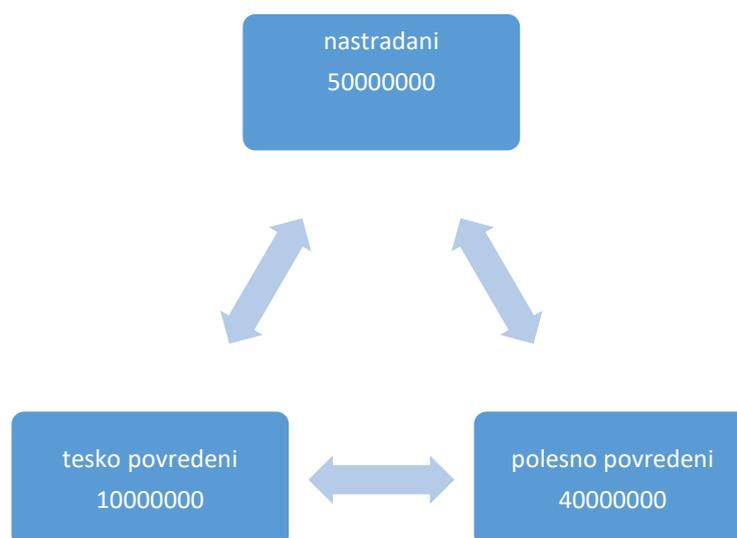 nastradani
50000000
tesko povredeni
10000000
polesno povredeni
40000000